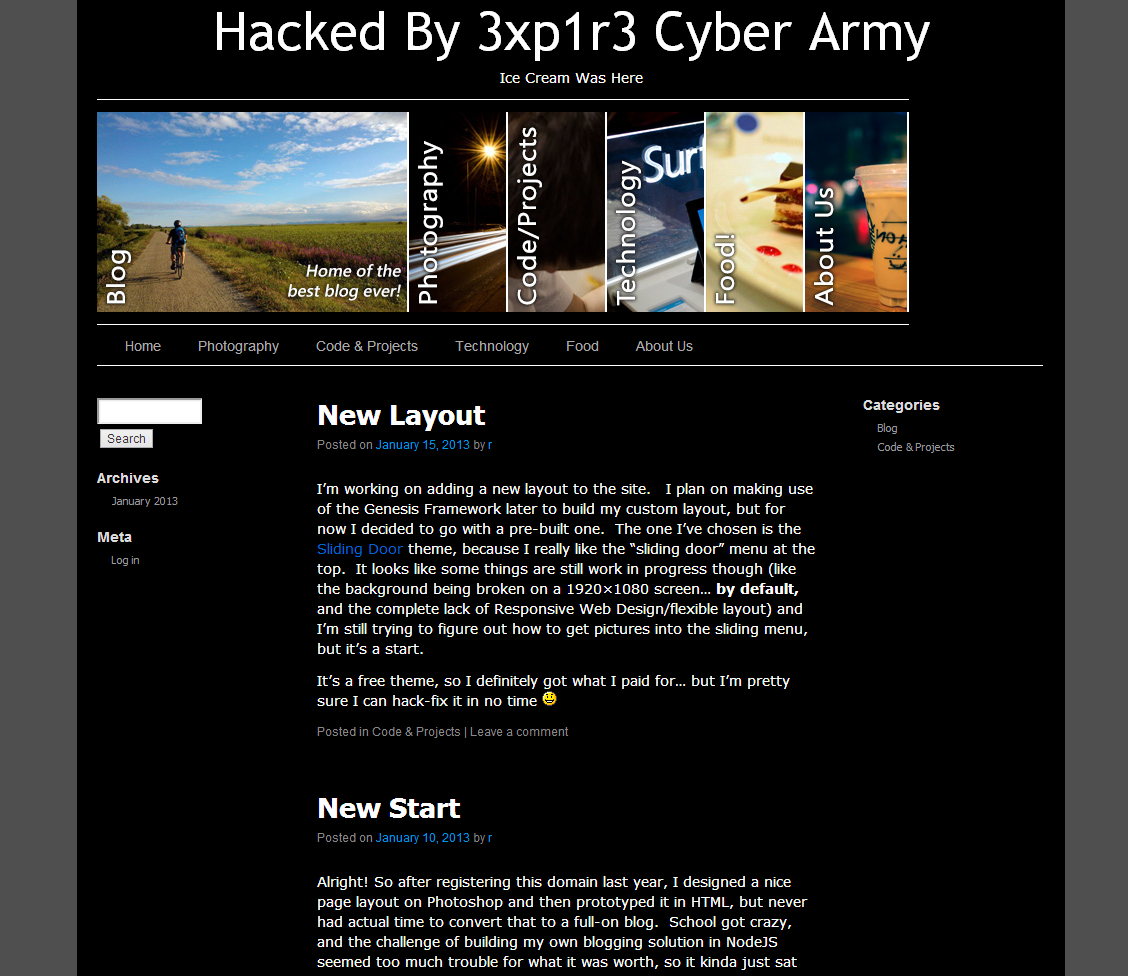 Hacked By 3xp1r3 Cyber Army
Ice Cream Was Here
Blog
Home of the
best blog ever!
Photography
Code/Projects
Technology
Surf
Food!
About Us
Home
Photography
Code & Projects
Technology
Food
About Us
Search
Archives
January 2013
Meta
Log in
New Layout
Posted on January 15, 2013 by r
I’m working on adding a new layout to the site.   I plan on making use
of the Genesis Framework later to build my custom layout, but for
now I decided to go with a pre-built one.  The one I’ve chosen is the
Sliding Door theme, because I really like the “sliding door” menu at the
top.  It looks like some things are still work in progress though (like
the background being broken on a 1920×1080 screen… by default,
and the complete lack of Responsive Web Design/flexible layout) and
I’m still trying to figure out how to get pictures into the sliding menu,
but it’s a start.
It’s a free theme, so I definitely got what I paid for… but I’m pretty
sure I can hack-fix it in no time
Posted in Code & Projects | Leave a comment
New Start
Posted on January 10, 2013 by r
Alright! So after registering this domain last year, I designed a nice
page layout on Photoshop and then prototyped it in HTML, but never
had actual time to convert that to a full-on blog.  School got crazy,
and the challenge of building my own blogging solution in NodeJS
seemed too much trouble for what it was worth, so it kinda just sat
Categories
Blog
Code & Projects